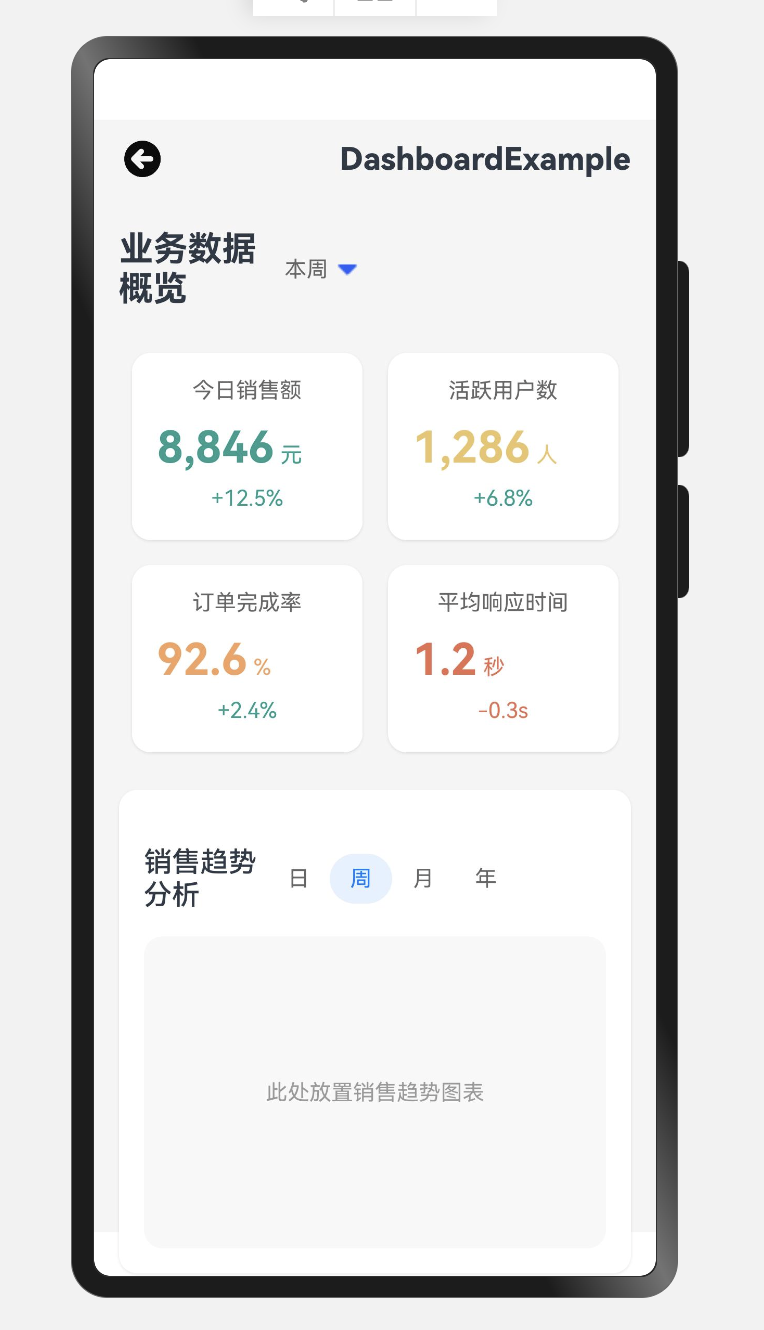 DashboardExample
业务数据
概览
本周
今日销售额
8,846 元
+12.5%
活跃用户数
1,286 人
+6.8%
订单完成率
92.6 %
+2.4%
平均响应时间
1.2 秒
-0.3s
销售趋势
分析
日 周 月 年
此处放置销售趋势图表